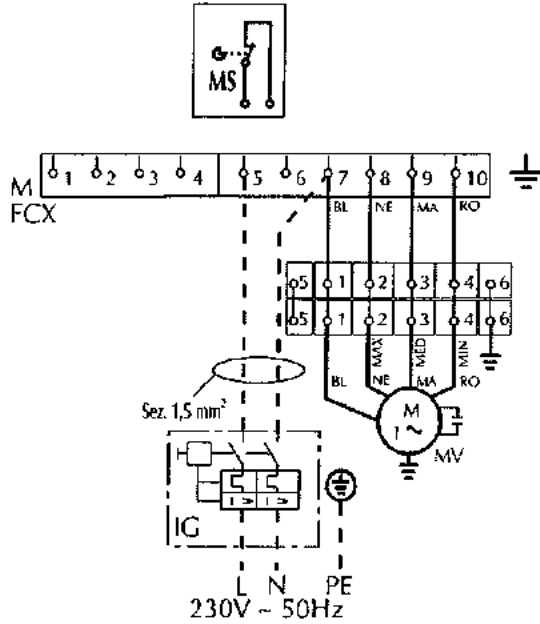 MS
1 2 3 4 5 6 7 8 9 10
M
FCX
BL NE MA RO
5 1 2 3 4 6
5 1 2 3 4 6
MAX MED MIN
BL NE MA RO
Sez. 1,5 mm²
M
1 ~
MV
IG
L N PE
230V ~ 50Hz